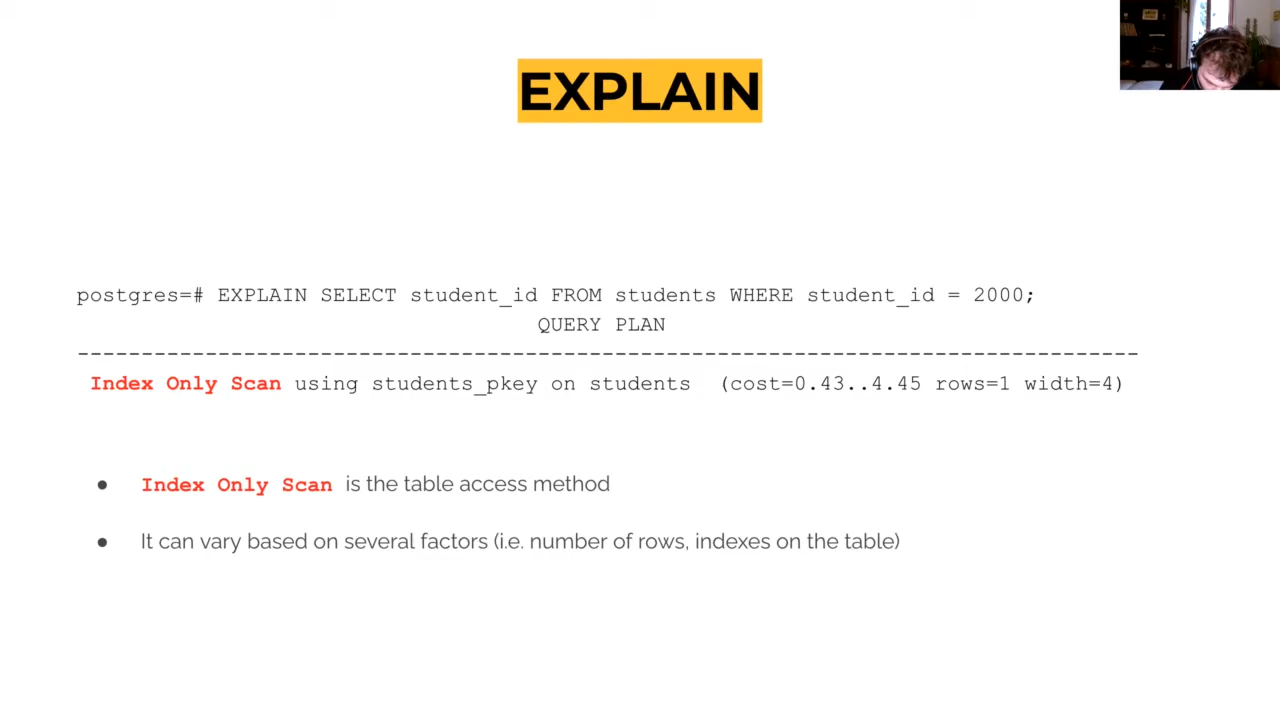 EXPLAIN
postgres=# EXPLAIN SELECT student_id FROM students WHERE student_id = 2000;
QUERY PLAN
-----------------------------------------------------------------------------------
Index Only Scan using students_pkey on students (cost=0.43..4.45 rows=1 width=4)
● Index Only Scan is the table access method
● It can vary based on several factors (i.e. number of rows, indexes on the table)